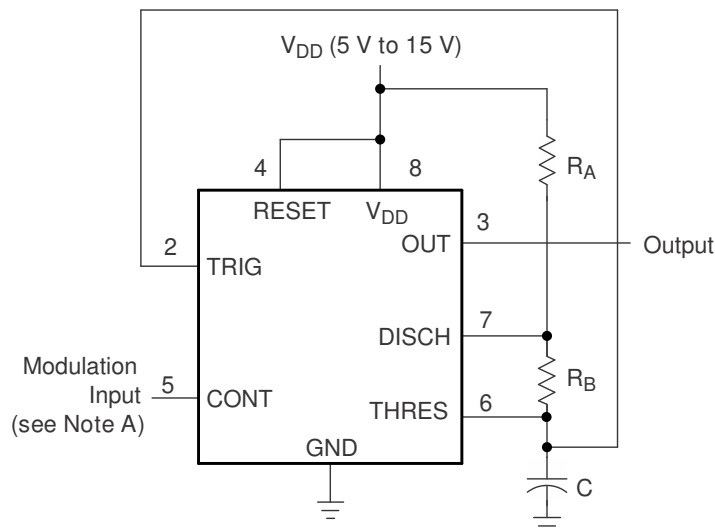 V_DD (5 V to 15 V)
4
8
R_A
RESET
V_DD
3
2
OUT
Output
TRIG
7
DISCH
Modulation
Input
(see Note A)
5
CONT
R_B
6
THRES
GND
C